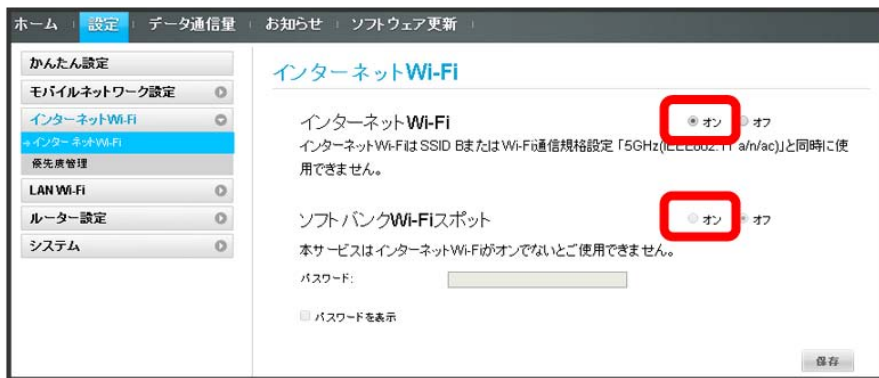 ホーム 設定 データ通信量 お知らせ ソフトウェア更新
かんたん設定
モバイルネットワーク設定
インターネットWi-Fi
インターネットWi-Fi
優先度管理
LAN Wi-Fi
ルーター設定
システム
インターネットWi-Fi
インターネットWi-Fi オン オフ
インターネットWi-FiはSSID BまたはWi-Fi通信規格設定「5GHz(IEEE802.11 a/n/ac)」と同時に使
用できません。
ソフトバンクWi-Fiスポット オン オフ
本サービスはインターネットWi-Fiがオンでないとご使用できません。
パスワード:
パスワードを表示
保存